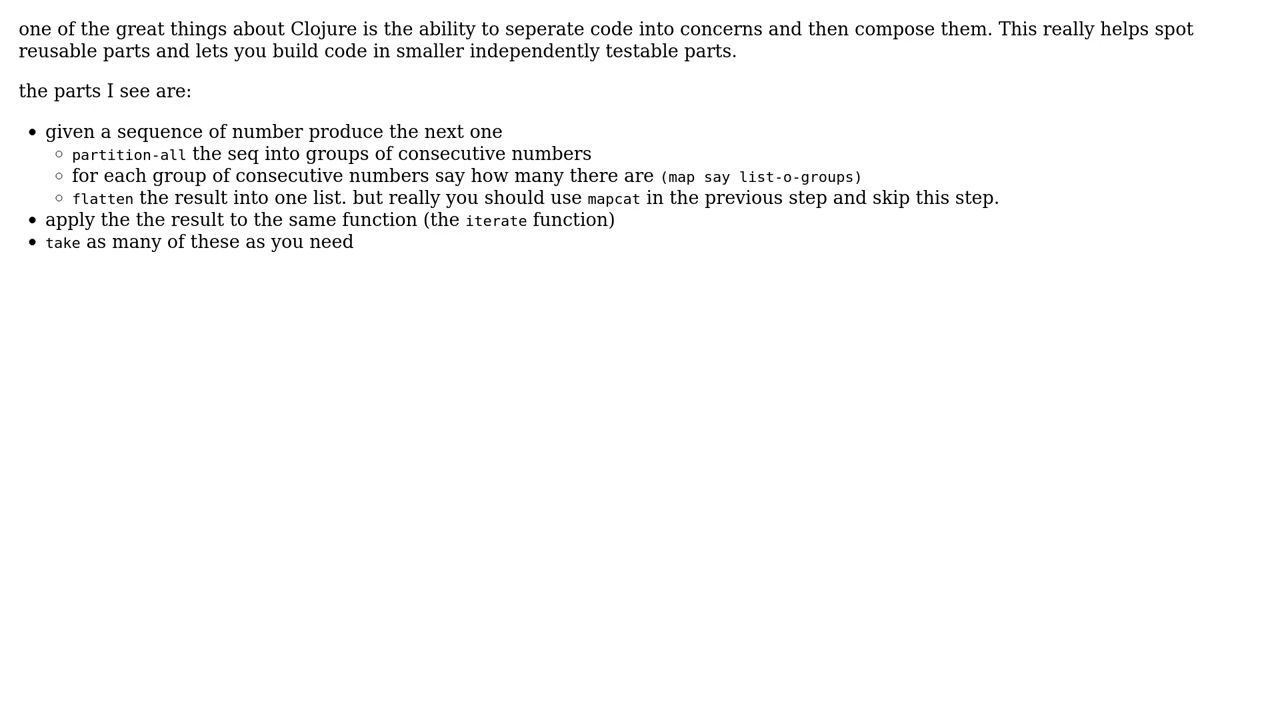 one of the great things about Clojure is the ability to seperate code into concerns and then compose them. This really helps spot
reusable parts and lets you build code in smaller independently testable parts.
the parts I see are:
given a sequence of number produce the next one
partition-all the seq into groups of consecutive numbers
for each group of consecutive numbers say how many there are (map say list-o-groups)
flatten the result into one list. but really you should use mapcat in the previous step and skip this step.
apply the the result to the same function (the iterate function)
take as many of these as you need